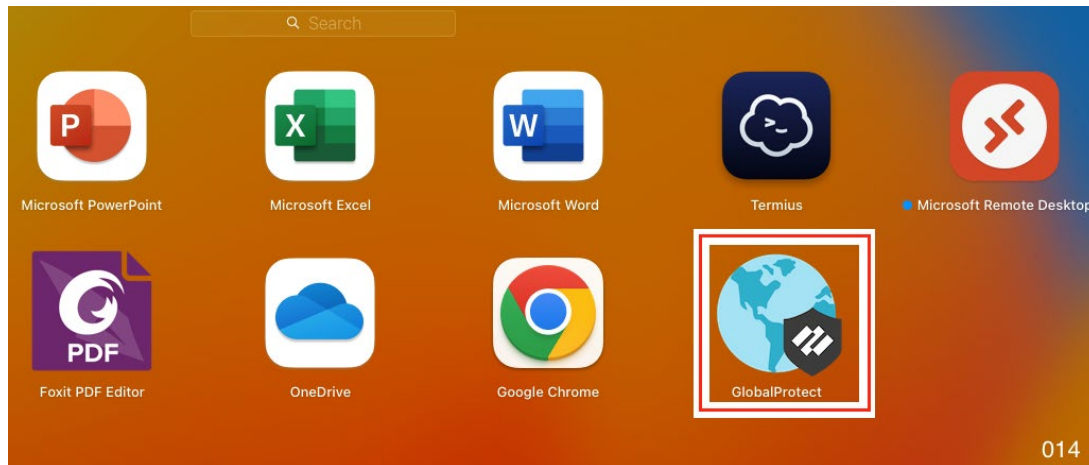 Search
P
X
W
>_
Microsoft PowerPoint
Microsoft Excel
Microsoft Word
Termius
Microsoft Remote Desktop
PDF
Foxit PDF Editor
OneDrive
Google Chrome
GlobalProtect
014